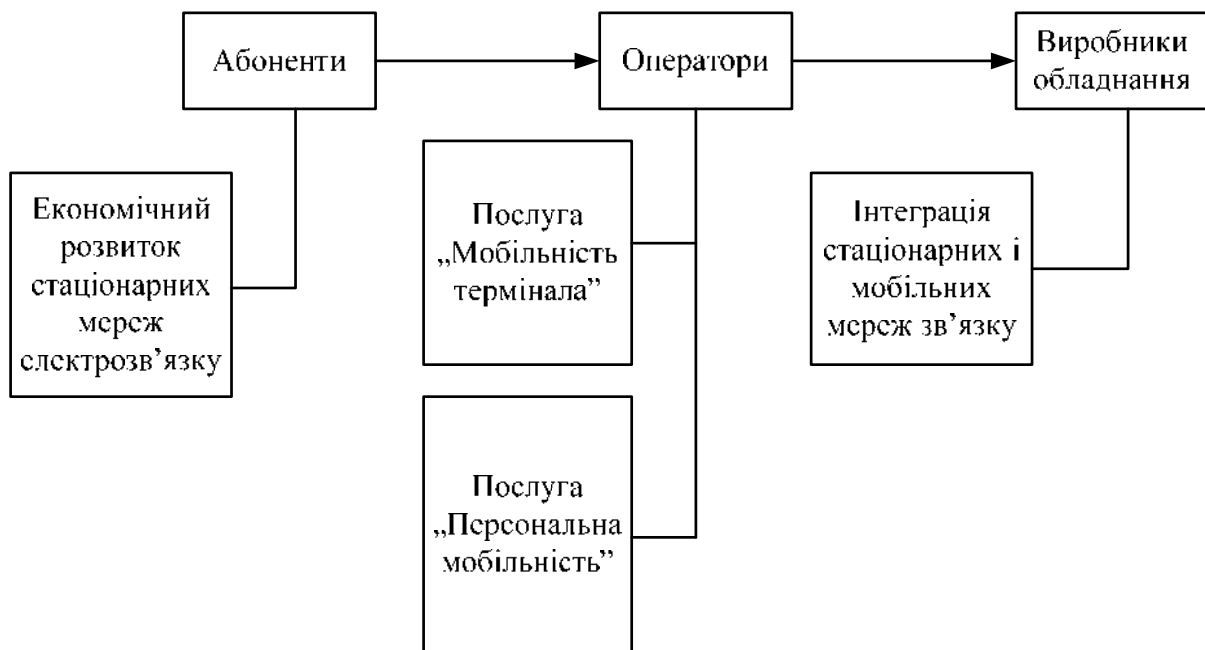 Абоненти
Оператори
Виробники
обладнання
Економічний
розвиток
стаціонарних
мереж
електрозв’язку
Послуга
„Мобільність
термінала”
Інтеграція
стаціонарних і
мобільних
мереж зв’язку
Послуга
„Персональна
мобільність”